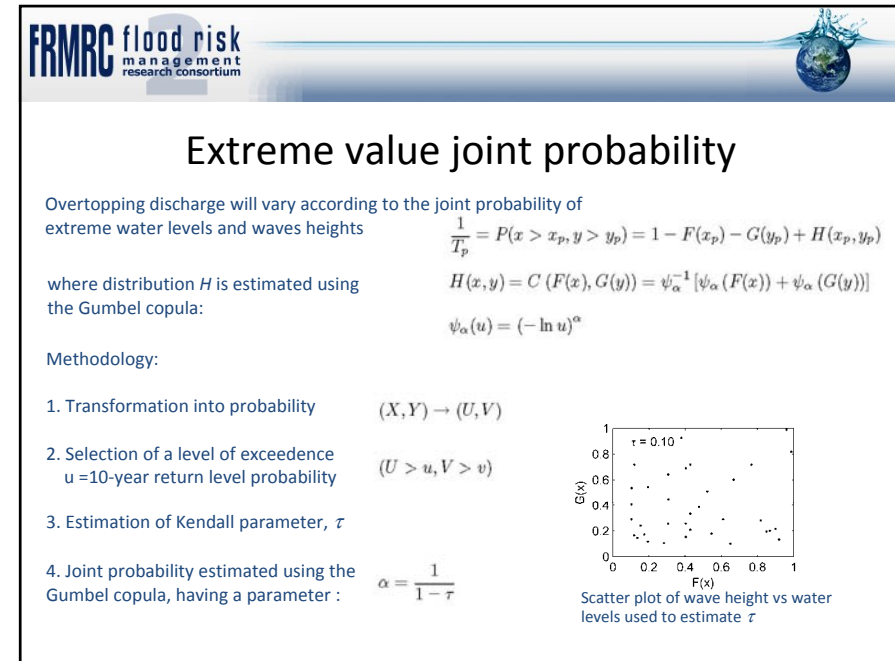 FRMRC flood risk
management
research consortium
2
Extreme value joint probability
Overtopping discharge will vary according to the joint probability of
extreme water levels and waves heights
\frac{1}{T_p} = P(x > x_p, y > y_p) = 1 - F(x_p) - G(y_p) + H(x_p, y_p)
where distribution H is estimated using
the Gumbel copula:
H(x, y) = C (F(x), G(y)) = ψ_α^{-1} [ψ_α (F(x)) + ψ_α (G(y))]
ψ_α(u) = (− ln u)^α
Methodology:
1. Transformation into probability (X, Y) → (U, V)
2. Selection of a level of exceedence
u =10-year return level probability (U > u, V > v)
3. Estimation of Kendall parameter, τ
4. Joint probability estimated using the
Gumbel copula, having a parameter : α = \frac{1}{1 - τ}
τ = 0.10
1
0.8
0.6
0.4
0.2
0
G(x)
0 0.2 0.4 0.6 0.8 1
F(x)
Scatter plot of wave height vs water
levels used to estimate τ